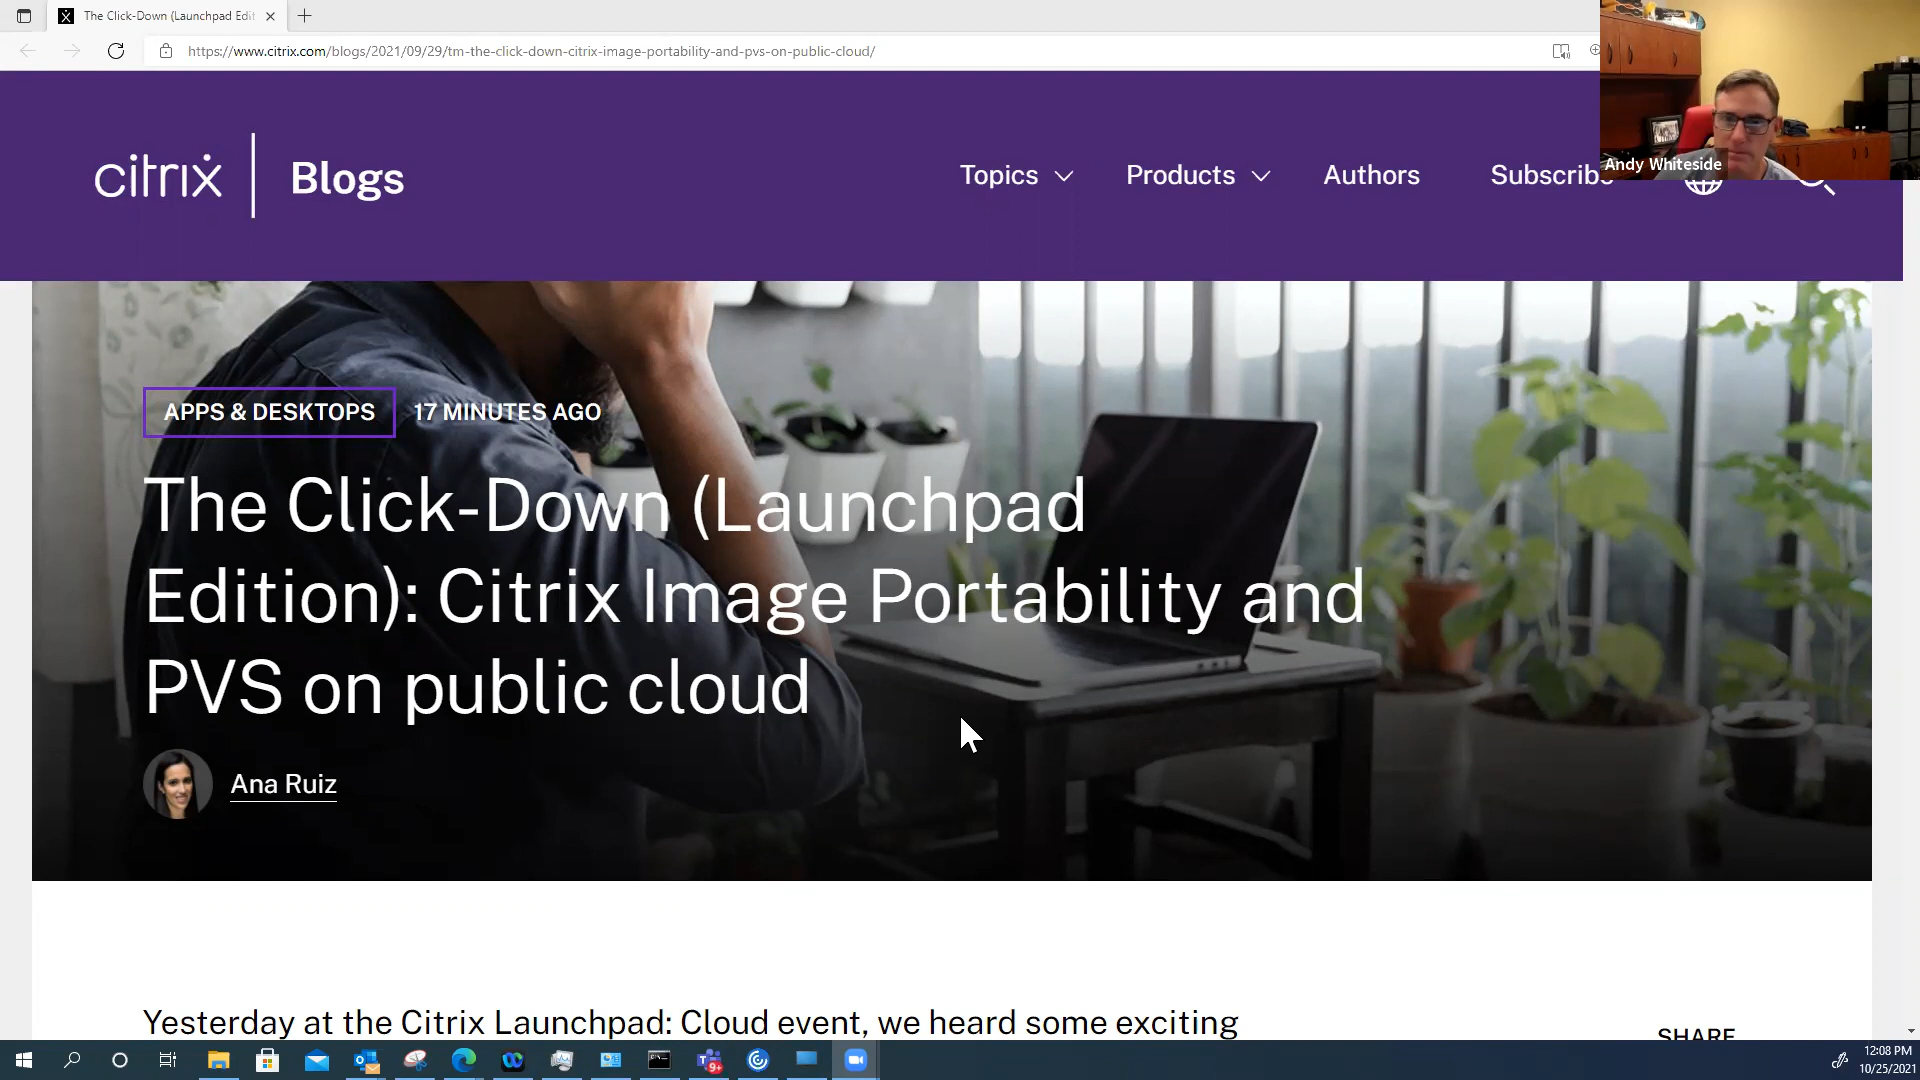 The Click-Down (Launchpad Edit
https://www.citrix.com/blogs/2021/09/29/tm-the-click-down-citrix-image-portability-and-pvs-on-public-cloud/
citrix
Blogs
Topics
Products
Authors
Subscribe
Andy Whiteside
APPS & DESKTOPS
17 MINUTES AGO
The Click-Down (Launchpad
Edition): Citrix Image Portability and
PVS on public cloud
Ana Ruiz
Yesterday at the Citrix Launchpad: Cloud event, we heard some exciting
SHARE
9+
12:08 PM
10/25/2021